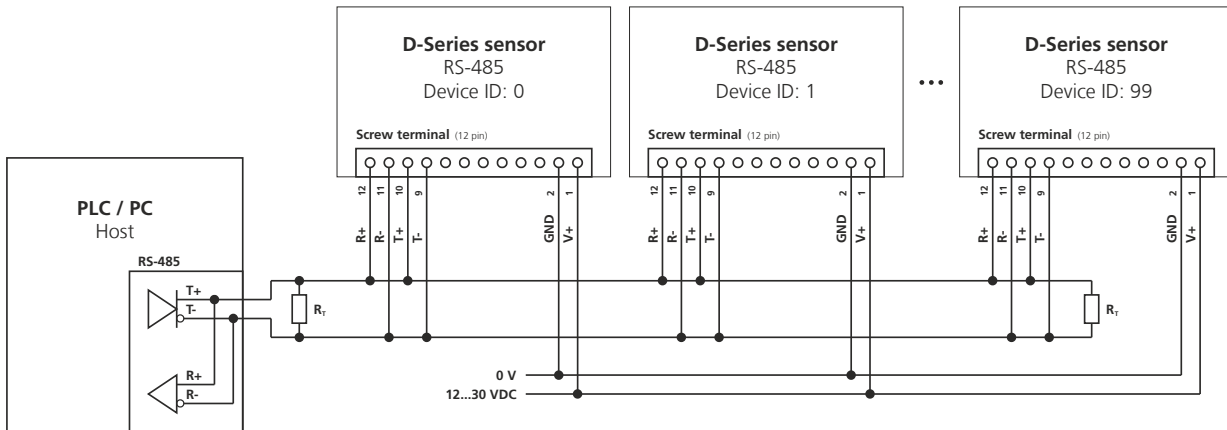 D-Series sensor
RS-485
Device ID: 0
D-Series sensor
RS-485
Device ID: 1
...
D-Series sensor
RS-485
Device ID: 99
Screw terminal (12 pin)
Screw terminal (12 pin)
Screw terminal (12 pin)
12 11 10 9 2 1
12 11 10 9 2 1
12 11 10 9 2 1
R+ R- T+ T- GND V+
R+ R- T+ T- GND V+
R+ R- T+ T- GND V+
PLC / PC
Host
RS-485
T+
T-
R+
R-
RT
RT
0 V
12...30 VDC